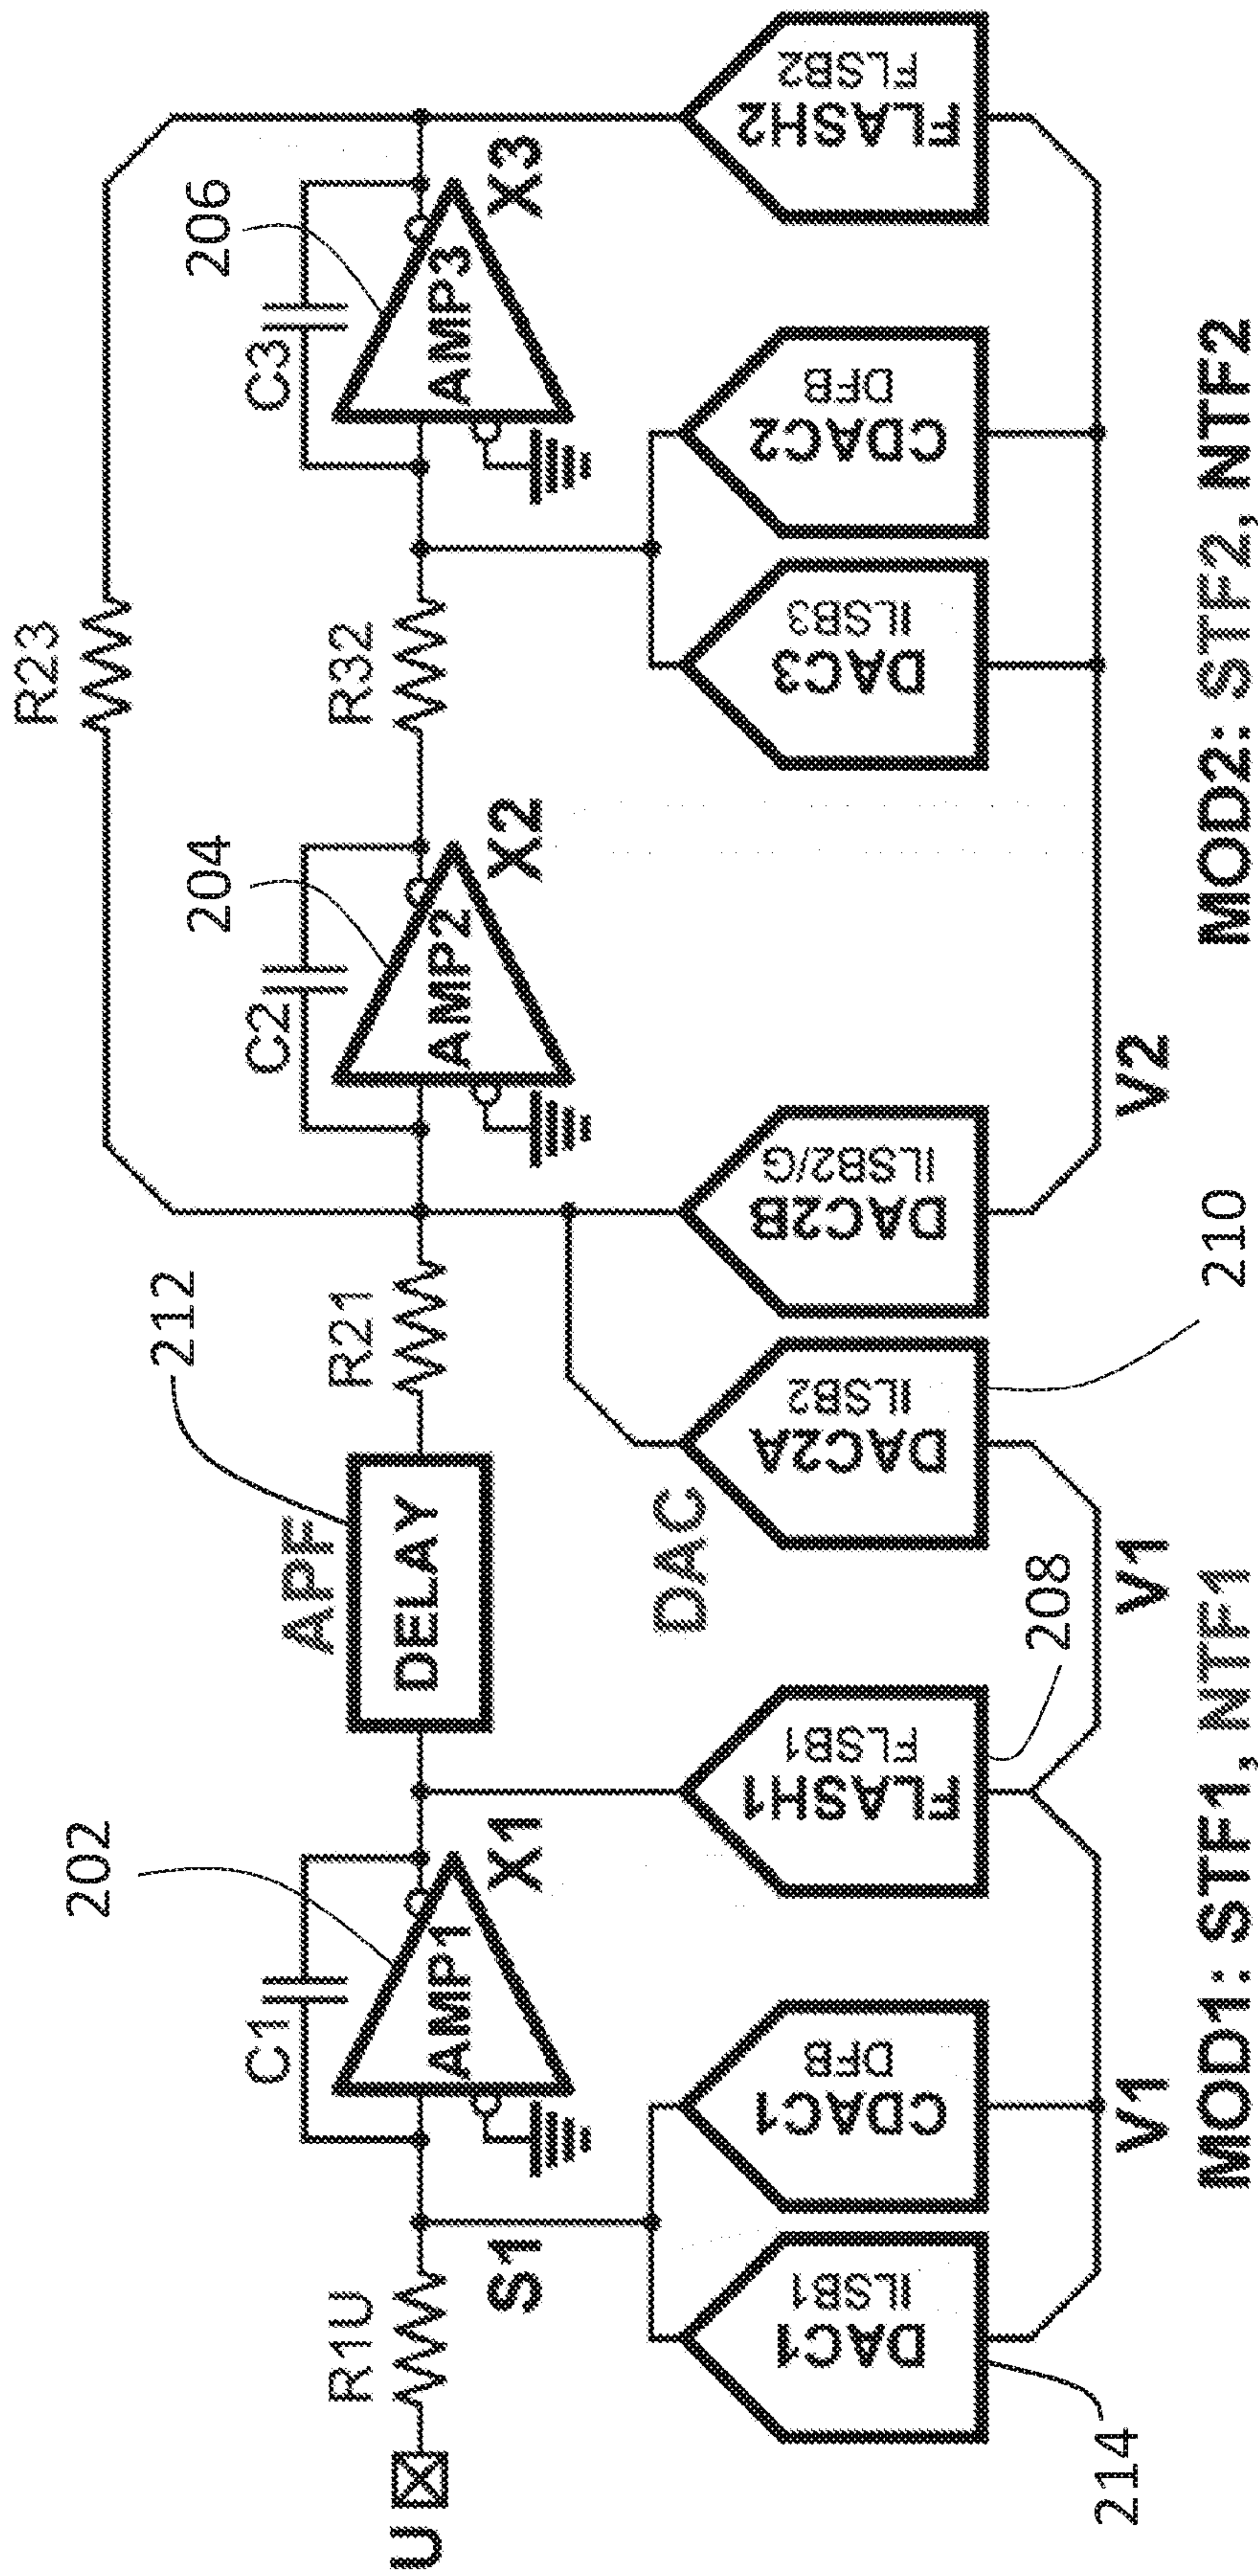 U
R1U
S1
C1
202
AMP1
X1
DAC1
ILSB1
214
CDAC1
DFB
V1
FLASH1
FLSB1
208
MOD1: STF1, NTF1
APF
DELAY
212
R21
V1
DAC
DAC2A
ILSB2
210
DAC2B
ILSB2/G
V2
C2
204
AMP2
X2
R23
R32
DAC3
ILSB3
CDAC2
DFB
C3
206
AMP3
X3
FLASH2
FLSB2
MOD2: STF2, NTF2